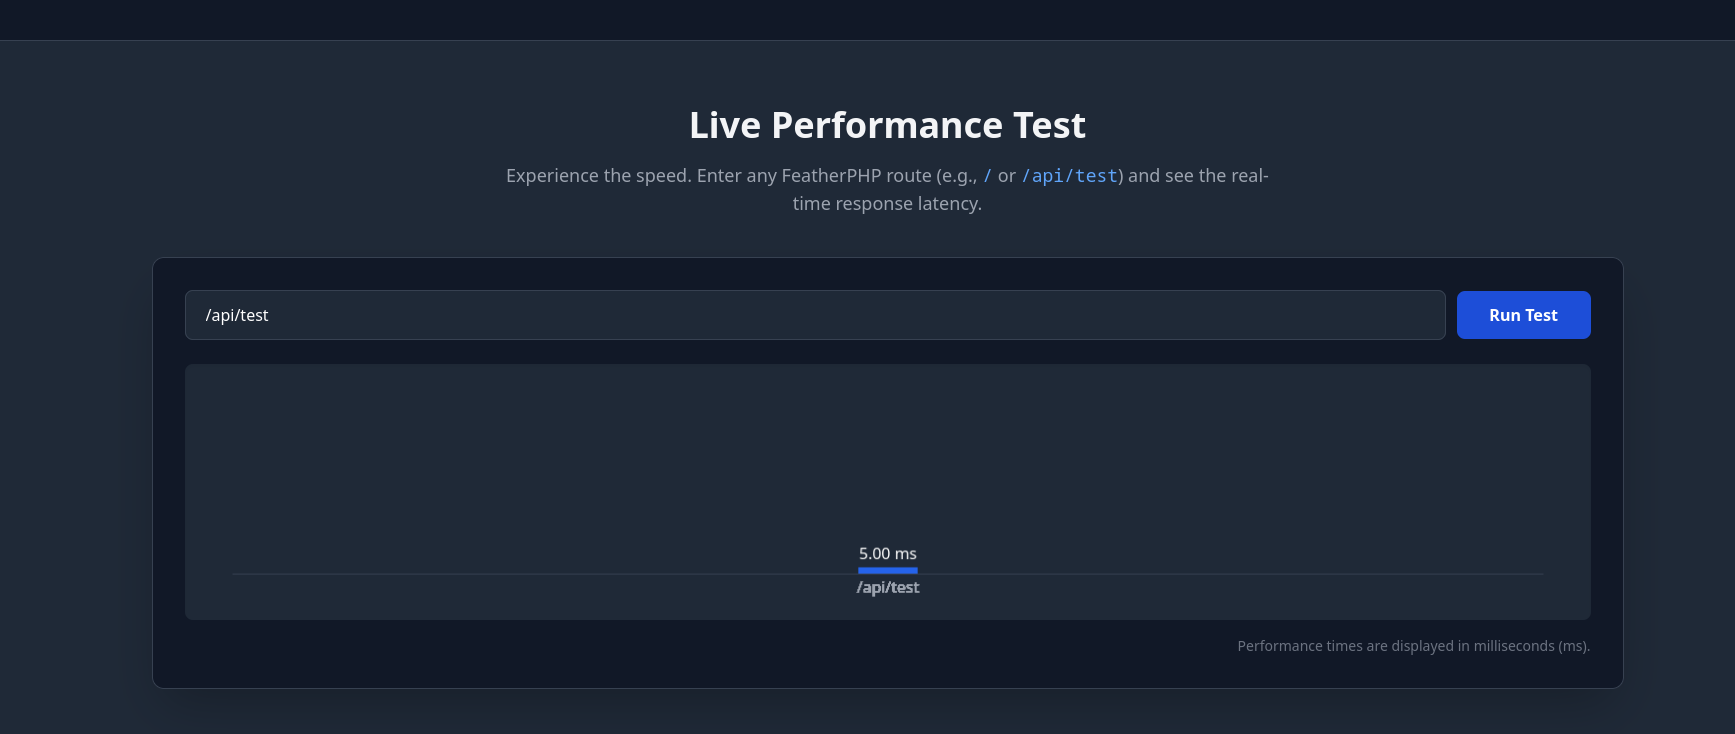 Live Performance Test
Experience the speed. Enter any FeatherPHP route (e.g., / or /api/test) and see the real-
time response latency.
/api/test
Run Test
5.00 ms
/api/test
Performance times are displayed in milliseconds (ms).